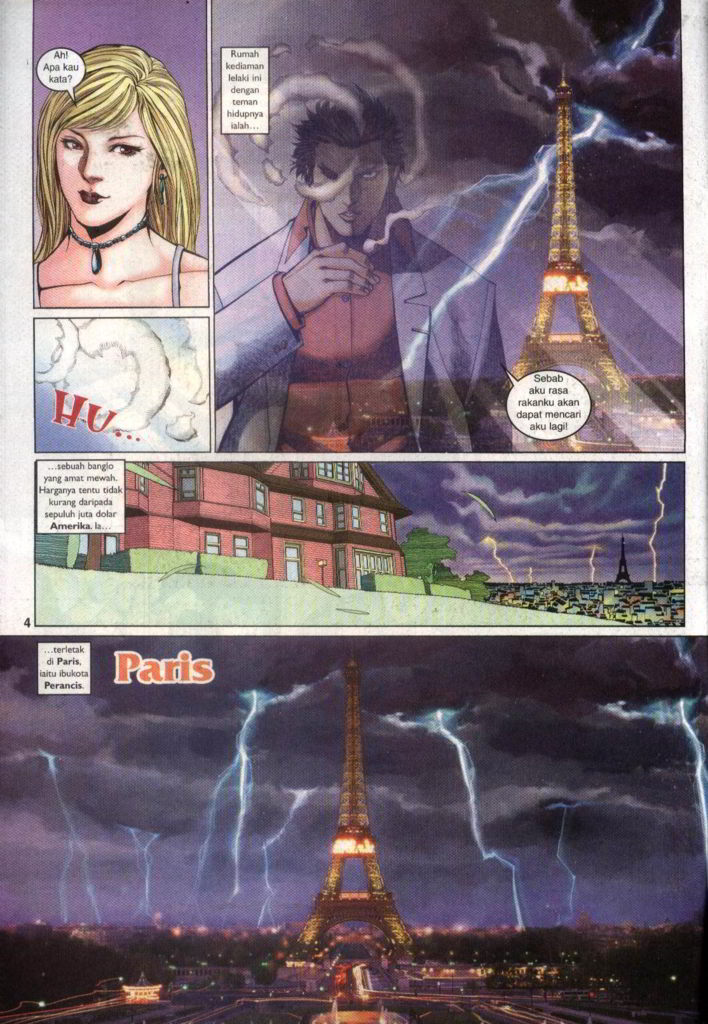 Ah!
Apa kau
kata?
Rumah
kediaman
lelaki ini
dengan
teman
hidupnya
ialah...
HU...
Sebab
aku rasa
rakanku akan
dapat mencari
aku lagi!
...sebuah banglo
yang amat mewah.
Harganya tentu tidak
kurang daripada
sepuluh juta dolar
Amerika. Ia...
4
...terletak
di Paris,
iaitu ibukota
Perancis.
Paris